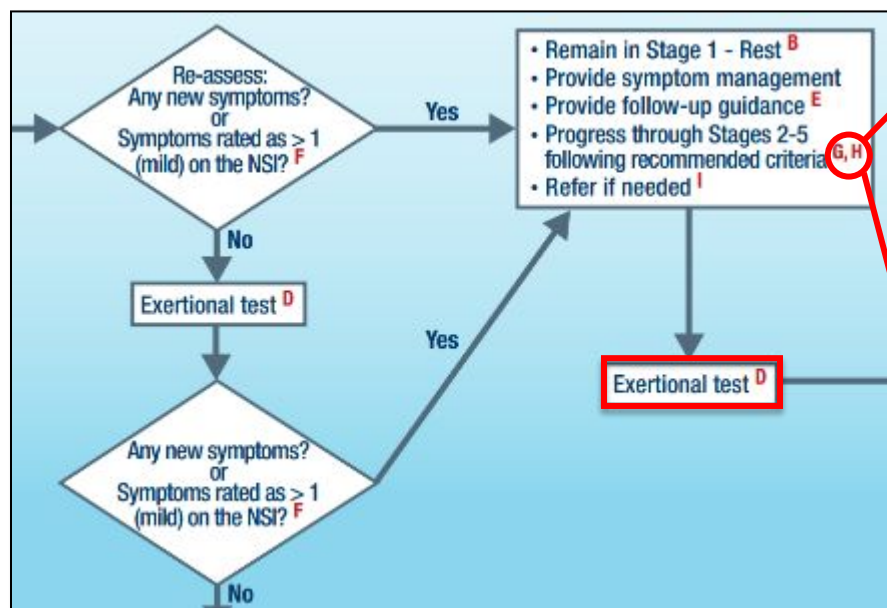 Re-assess:
Any new symptoms?
or
Symptoms rated as > 1
(mild) on the NSI? F
Yes
• Remain in Stage 1 - Rest B
• Provide symptom management
• Provide follow-up guidance E
• Progress through Stages 2-5
following recommended criteria G, H
• Refer if needed I
No
Exertional test D
Yes
Exertional test D
Any new symptoms?
or
Symptoms rated as > 1
(mild) on the NSI? F
No